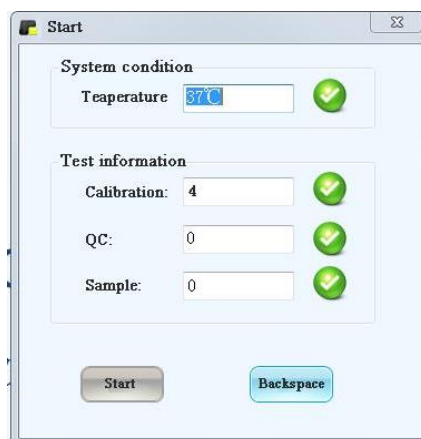 Start
System condition
Teaperature 37℃
Test information
Calibration: 4
QC: 0
Sample: 0
Start Backspace